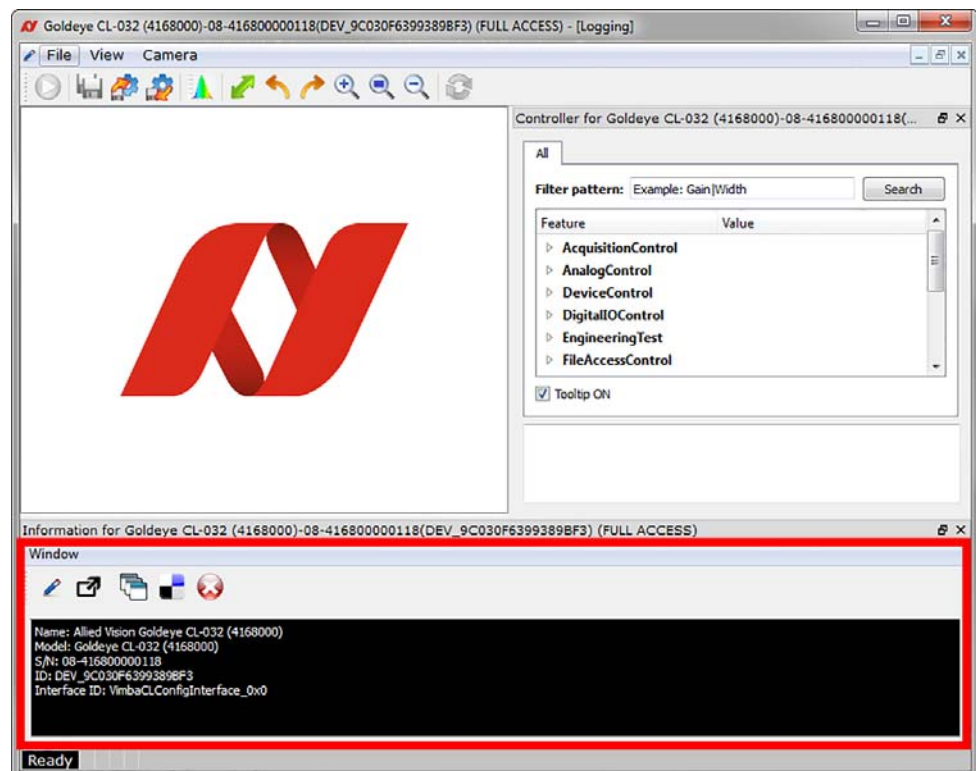 Goldeye CL-032 (4168000)-08-416800000118(DEV_9C030F6399389BF3) (FULL ACCESS) - [Logging]
File View Camera
Controller for Goldeye CL-032 (4168000)-08-416800000118(...
All
Filter pattern: Example: Gain|Width Search
Feature Value
AcquisitionControl
AnalogControl
DeviceControl
DigitalIOControl
EngineeringTest
FileAccessControl
Tooltip ON
Information for Goldeye CL-032 (4168000)-08-416800000118(DEV_9C030F6399389BF3) (FULL ACCESS)
Window
Name: Allied Vision Goldeye CL-032 (4168000)
Model: Goldeye CL-032 (4168000)
S/N: 08-416800000118
ID: DEV_9C030F6399389BF3
Interface ID: VimbaCLConfigInterface_0x0
Ready